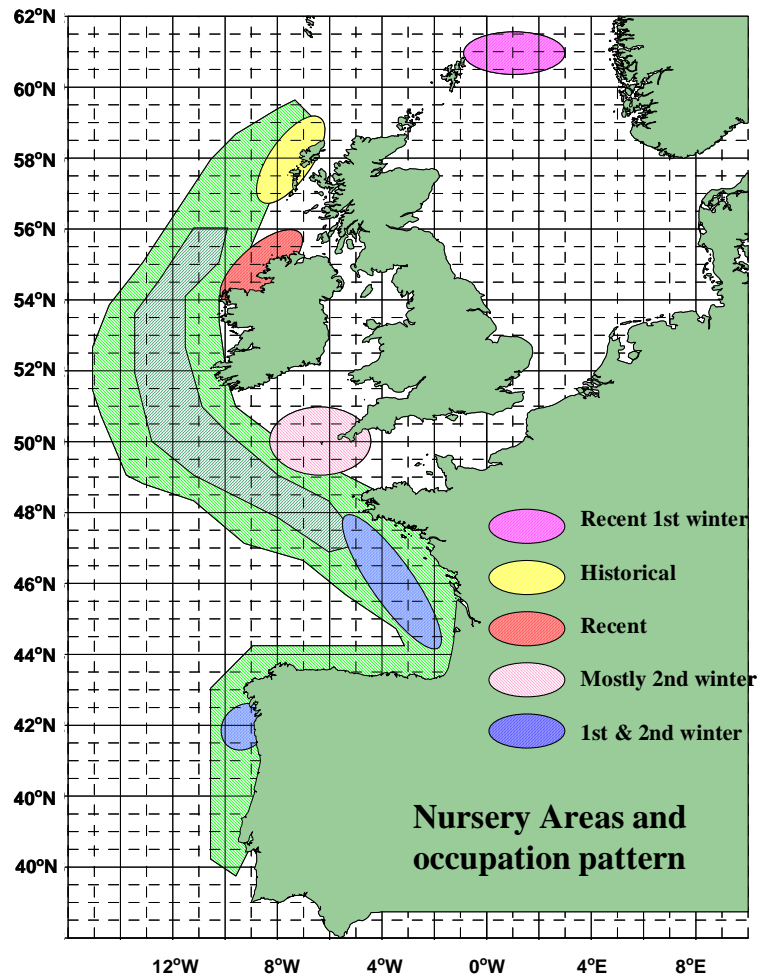 62°N
60°N
58°N
56°N
54°N
52°N
50°N
48°N
46°N
44°N
42°N
40°N
40°N
Recent 1st winter
Historical
Recent
Mostly 2nd winter
1st & 2nd winter
Nursery Areas and
occupation pattern
12°W
8°W
4°W
0°W
4°E
8°E